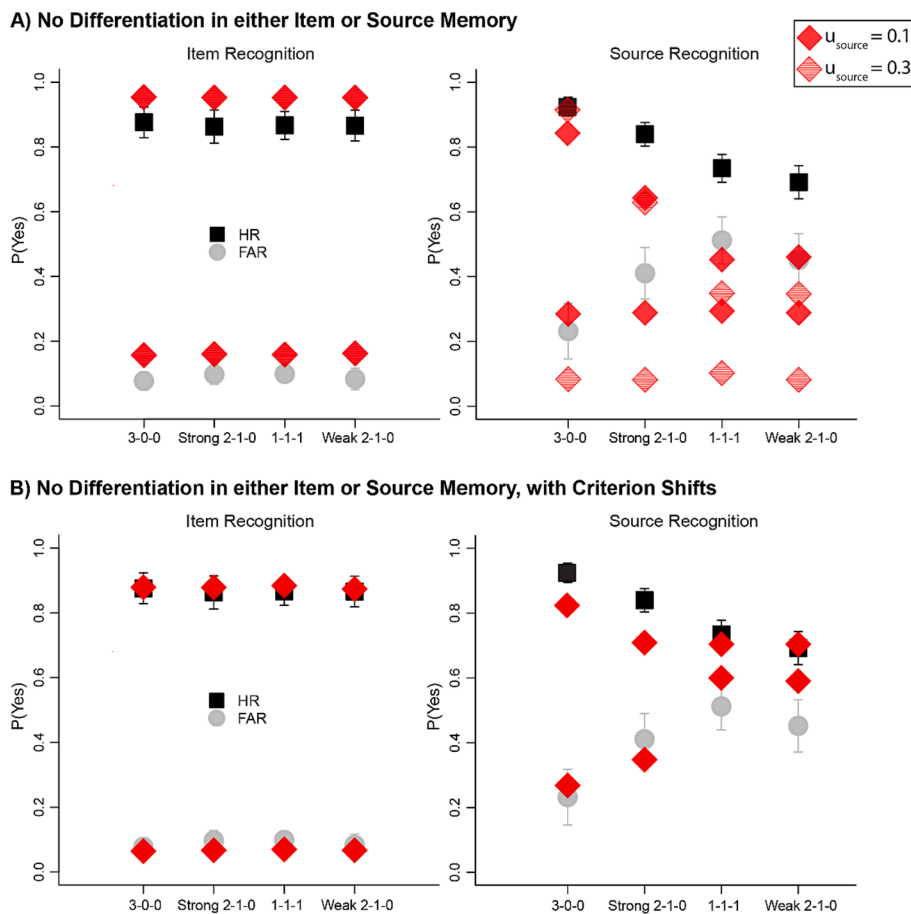 A) No Differentiation in either Item or Source Memory
u source = 0.1
u source = 0.3
Item Recognition
Source Recognition
P(Yes)
0.0 0.2 0.4 0.6 0.8 1.0
HR
FAR
3-0-0 Strong 2-1-0 1-1-1 Weak 2-1-0
P(Yes)
0.0 0.2 0.4 0.6 0.8 1.0
3-0-0 Strong 2-1-0 1-1-1 Weak 2-1-0
B) No Differentiation in either Item or Source Memory, with Criterion Shifts
Item Recognition
Source Recognition
P(Yes)
0.0 0.2 0.4 0.6 0.8 1.0
HR
FAR
3-0-0 Strong 2-1-0 1-1-1 Weak 2-1-0
P(Yes)
0.0 0.2 0.4 0.6 0.8 1.0
3-0-0 Strong 2-1-0 1-1-1 Weak 2-1-0